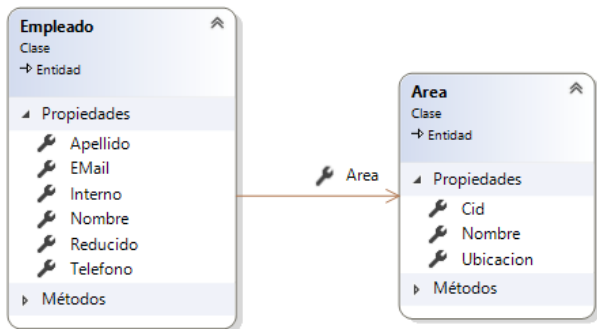 Empleado
Clase
Entidad
Propiedades
Apellido
EMail
Interno
Nombre
Reducido
Telefono
Métodos
Area
Area
Clase
Entidad
Propiedades
Cid
Nombre
Ubicacion
Métodos